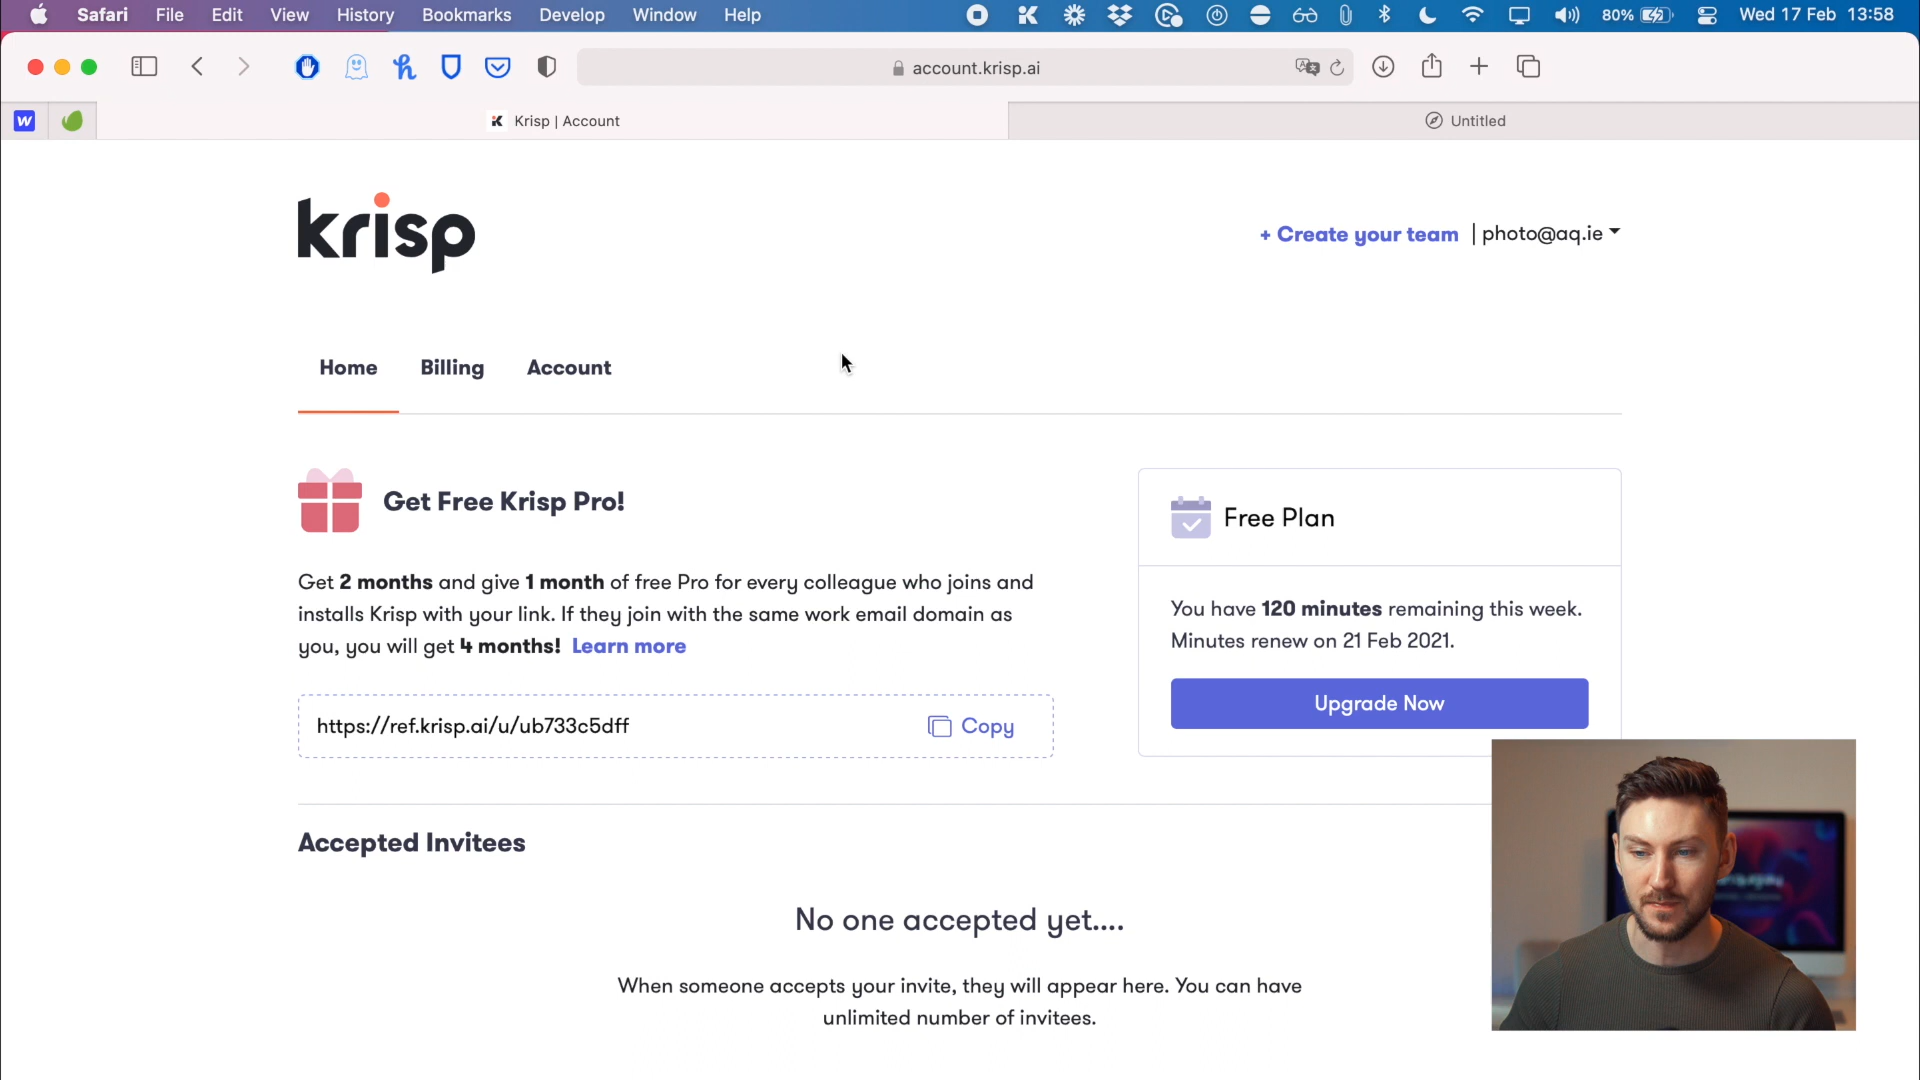 Safari File Edit View History Bookmarks Develop Window Help 80% Wed 17 Feb 13:58
account.krisp.ai
W Krisp | Account Untitled
krisp
+ Create your team | photo@aq.ie
Home Billing Account
Get Free Krisp Pro!
Get 2 months and give 1 month of free Pro for every colleague who joins and
installs Krisp with your link. If they join with the same work email domain as
you, you will get 4 months! Learn more
https://ref.krisp.ai/u/ub733c5dff Copy
Free Plan
You have 120 minutes remaining this week.
Minutes renew on 21 Feb 2021.
Upgrade Now
Accepted Invitees
No one accepted yet....
When someone accepts your invite, they will appear here. You can have
unlimited number of invitees.